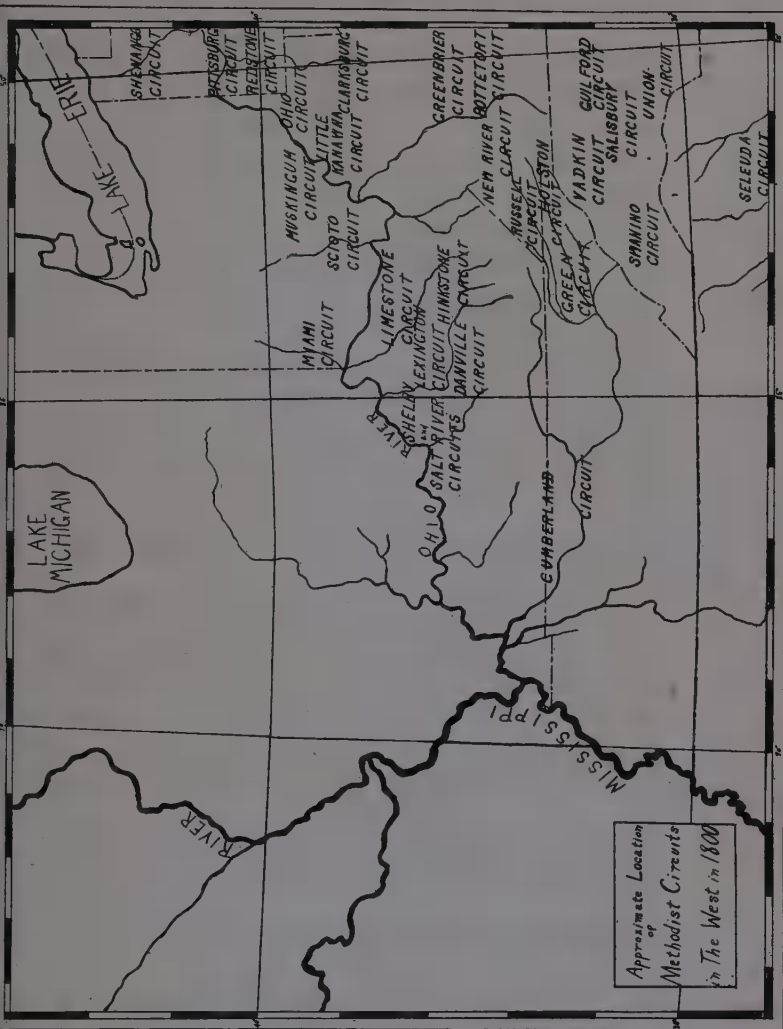 LAKE ERIE
LAKE
MICHIGAN
SHENANGO
CIRCUIT
PITTSBURG
CIRCUIT
REDSTONE
CIRCUIT
OHIO
CIRCUIT
CLARKSBURG
CIRCUIT
LITTLE
KANAWHA
CIRCUIT
MUSKINGUM
CIRCUIT
SCIOTO
CIRCUIT
MIAMI
CIRCUIT
GREENBRIER
CIRCUIT
BOTTETORT
CIRCUIT
NEW RIVER
CIRCUIT
RUSSELL
CIRCUIT
HOLSTON
CIRCUIT
GREEN
CIRCUIT
YADKIN
CIRCUIT
GUILFORD
CIRCUIT
SALISBURY
CIRCUIT
UNION
CIRCUIT
SMANINO
CIRCUIT
SELEUDA
CIRCUIT
LIMESTONE
CIRCUIT
LEXINGTON
CIRCUIT
HINKSTONE
CIRCUIT
DANVILLE
CIRCUIT
SHELBY
and
SALT RIVER
CIRCUITS
OHIO RIVER
CUMBERLAND
CIRCUIT
MISSISSIPPI
RIVER
Approximate Location
of
Methodist Circuits
in The West in 1800